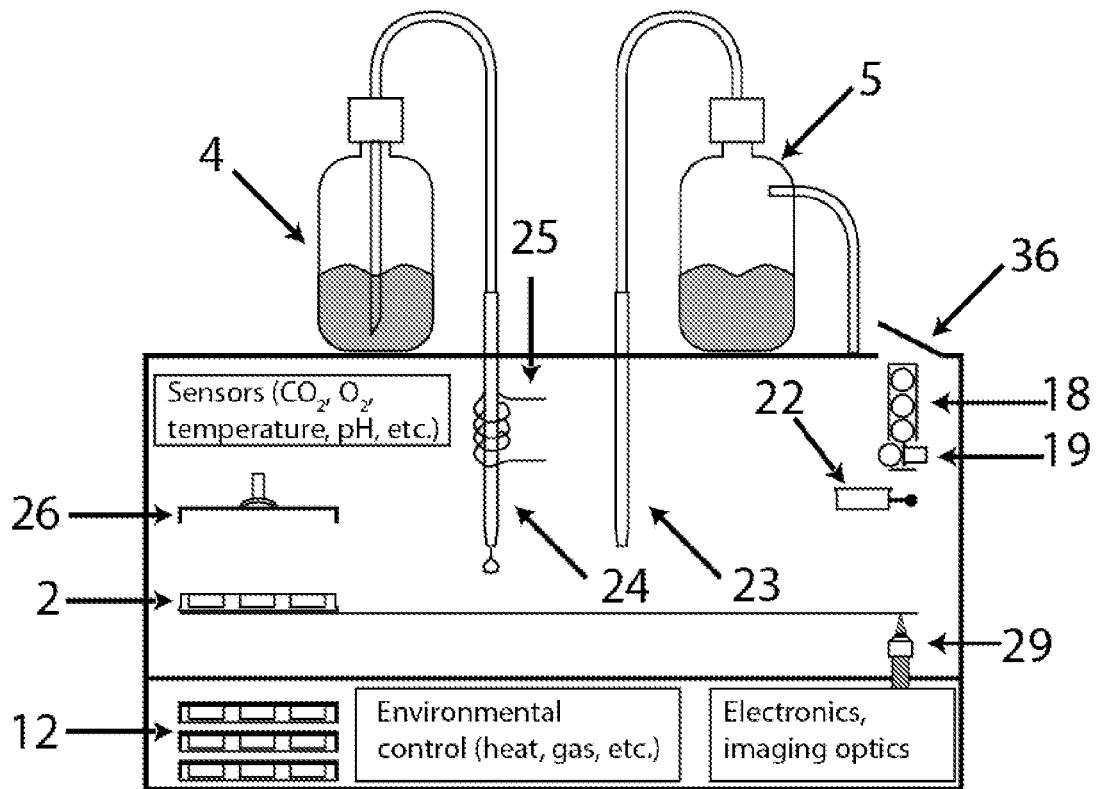 5
4
25
36
Sensors (CO₂, O₂,
temperature, pH, etc.)
22
18
19
26
24
23
2
29
12
Environmental
control (heat, gas, etc.)
Electronics,
imaging optics